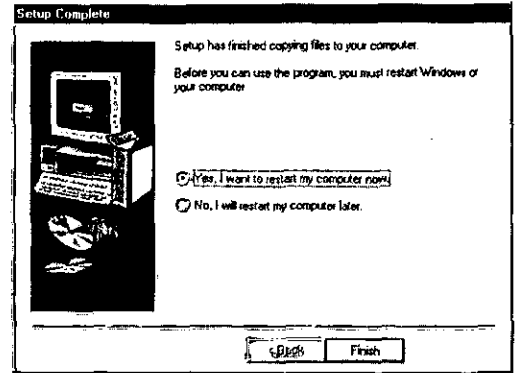 Setup Complete
Setup has finished copying files to your computer.
Before you can use the program, you must restart Windows or
your computer
Yes, I want to restart my computer now.
No, I will restart my computer later.
< Back
Finish